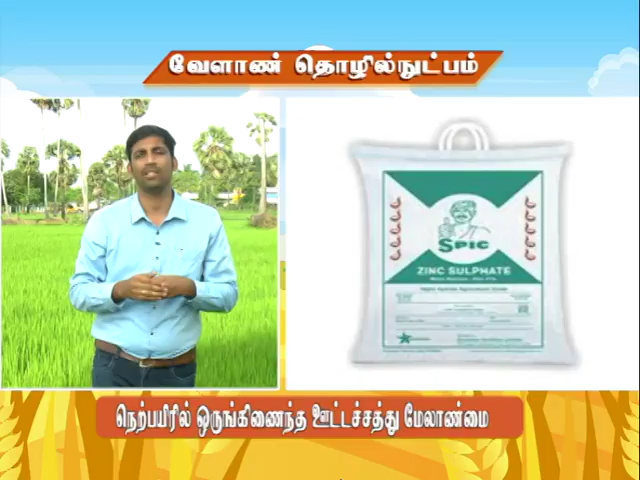 வேளாண் தொழில்நுட்பம்
SPIC
ZINC SULPHATE
நெற்பயிரில் ஒருங்கிணைந்த ஊட்டச்சத்து மேலாண்மை